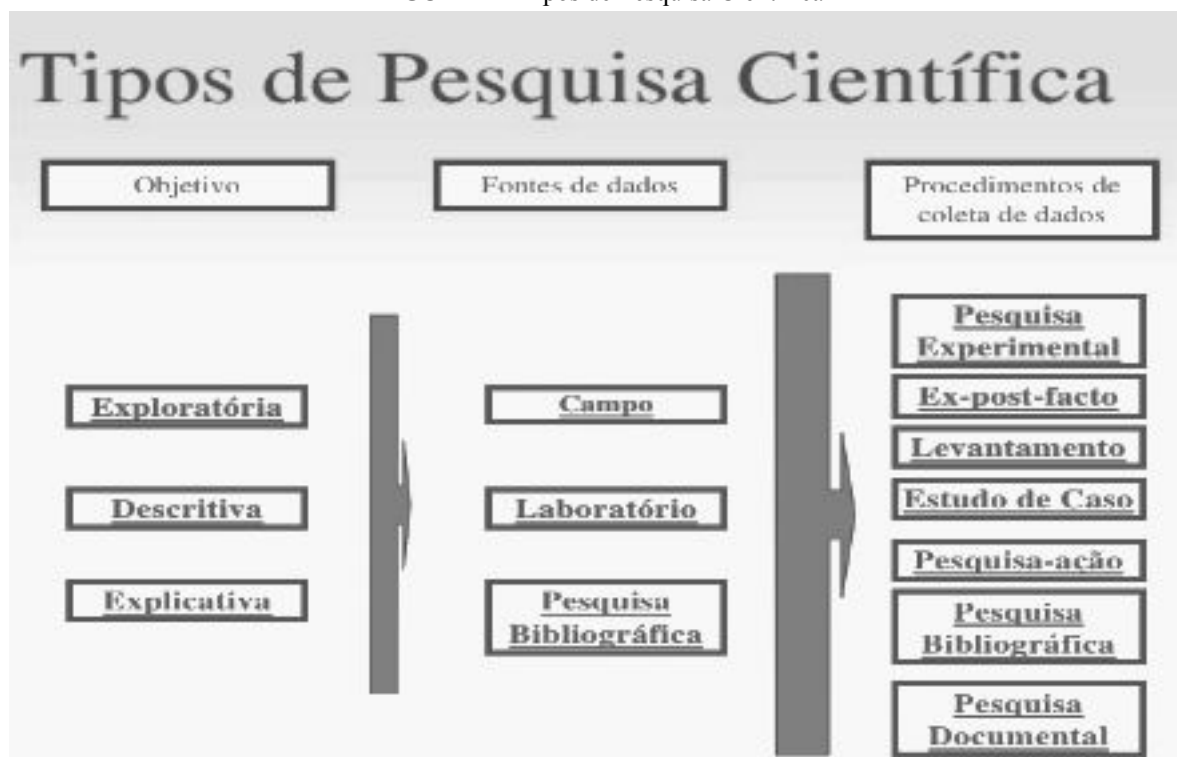 Tipos de Pesquisa Científica
Objetivo
Exploratória
Descritiva
Explicativa
Fontes de dados
Campo
Laboratório
Pesquisa
Bibliográfica
Procedimentos de
coleta de dados
Pesquisa
Experimental
Ex-post-facto
Levantamento
Estudo de Caso
Pesquisa-ação
Pesquisa
Bibliográfica
Pesquisa
Documental